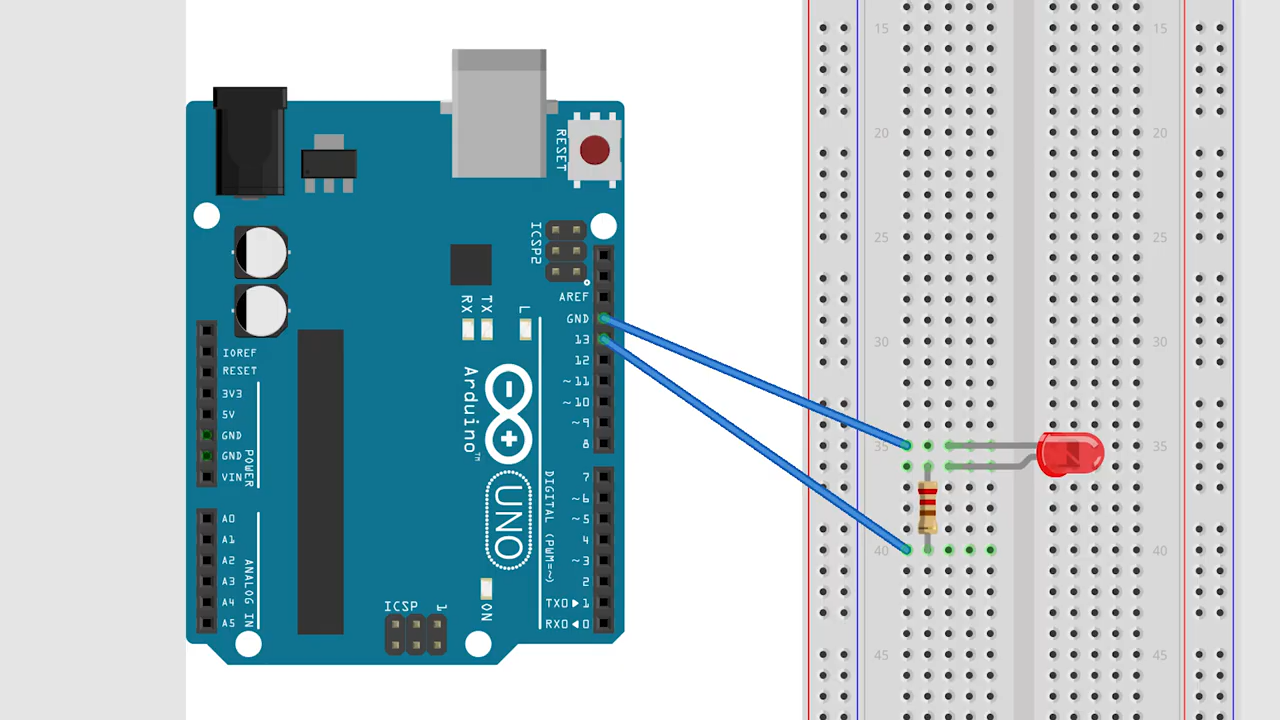 RESET
ICSP2
AREF
GND
13
12
~11
~10
~9
8
7
~6
~5
4
~3
2
TX0▶1
RX0◀0
DIGITAL (PWM=~)
RX
TX
L
Arduino™
UNO
ON
ICSP
1
IOREF
RESET
3V3
5V
GND
GND
VIN
POWER
A0
A1
A2
A3
A4
A5
ANALOG IN
15
20
25
30
35
40
45
15
20
25
30
35
40
45